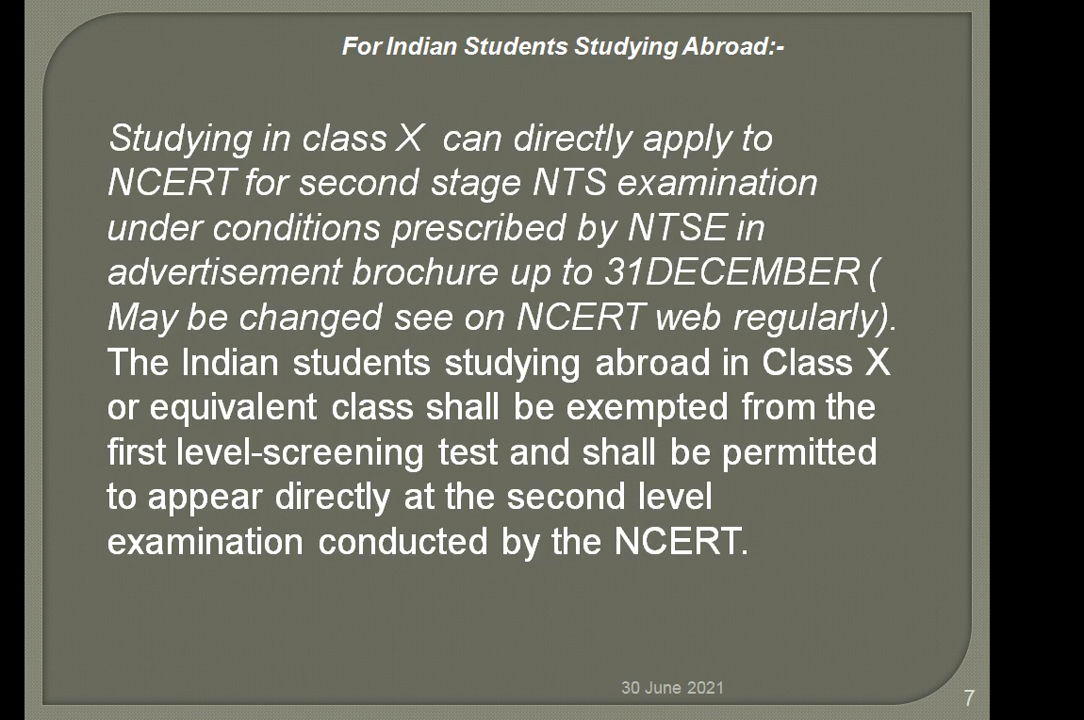 For Indian Students Studying Abroad:-
Studying in class X can directly apply to
NCERT for second stage NTS examination
under conditions prescribed by NTSE in
advertisement brochure up to 31DECEMBER (
May be changed see on NCERT web regularly).
The Indian students studying abroad in Class X
or equivalent class shall be exempted from the
first level-screening test and shall be permitted
to appear directly at the second level
examination conducted by the NCERT.
30 June 2021
7